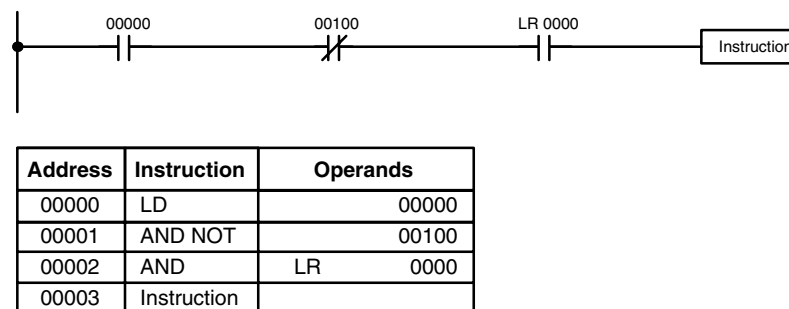 00000 00100 LR 0000
Instruction
Address Instruction Operands
00000 LD 00000
00001 AND NOT 00100
00002 AND LR 0000
00003 Instruction